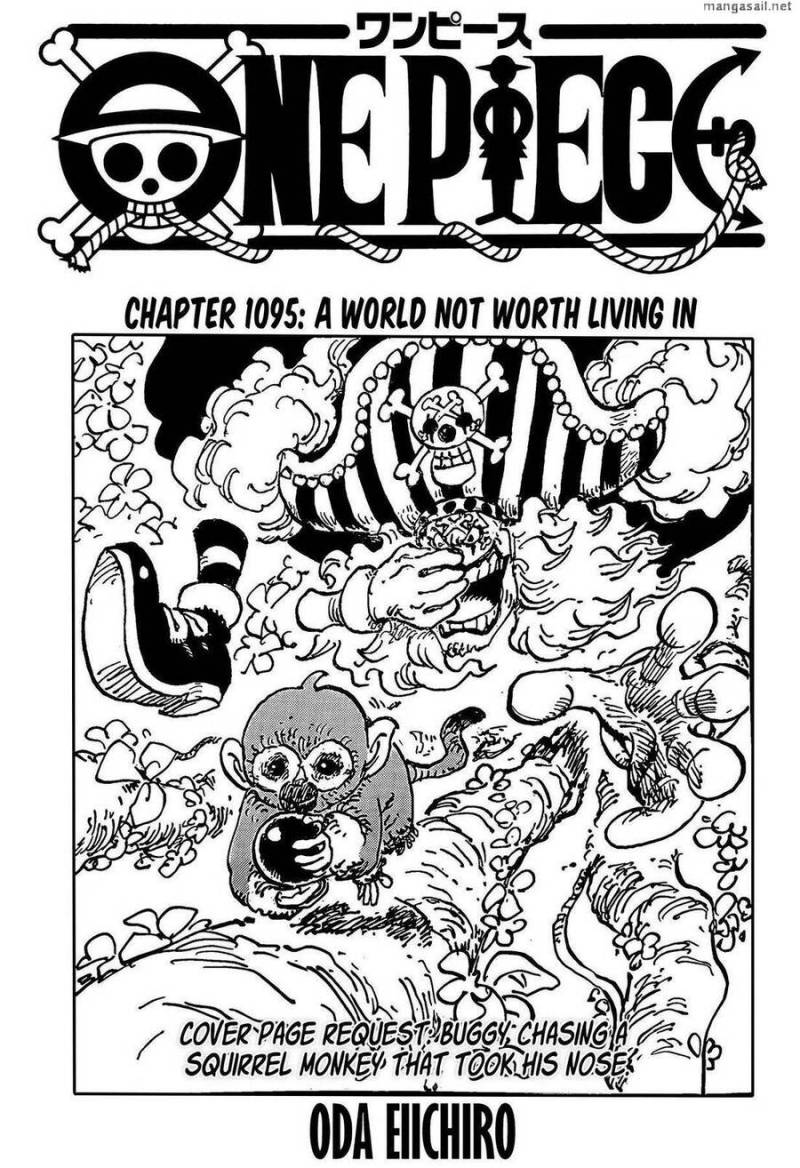 mangasail.net
ワンピース
ONE PIECE
CHAPTER 1095: A WORLD NOT WORTH LIVING IN
COVER PAGE REQUEST: BUGGY CHASING A
SQUIRREL MONKEY THAT TOOK HIS NOSE.
ODA EIICHIRO